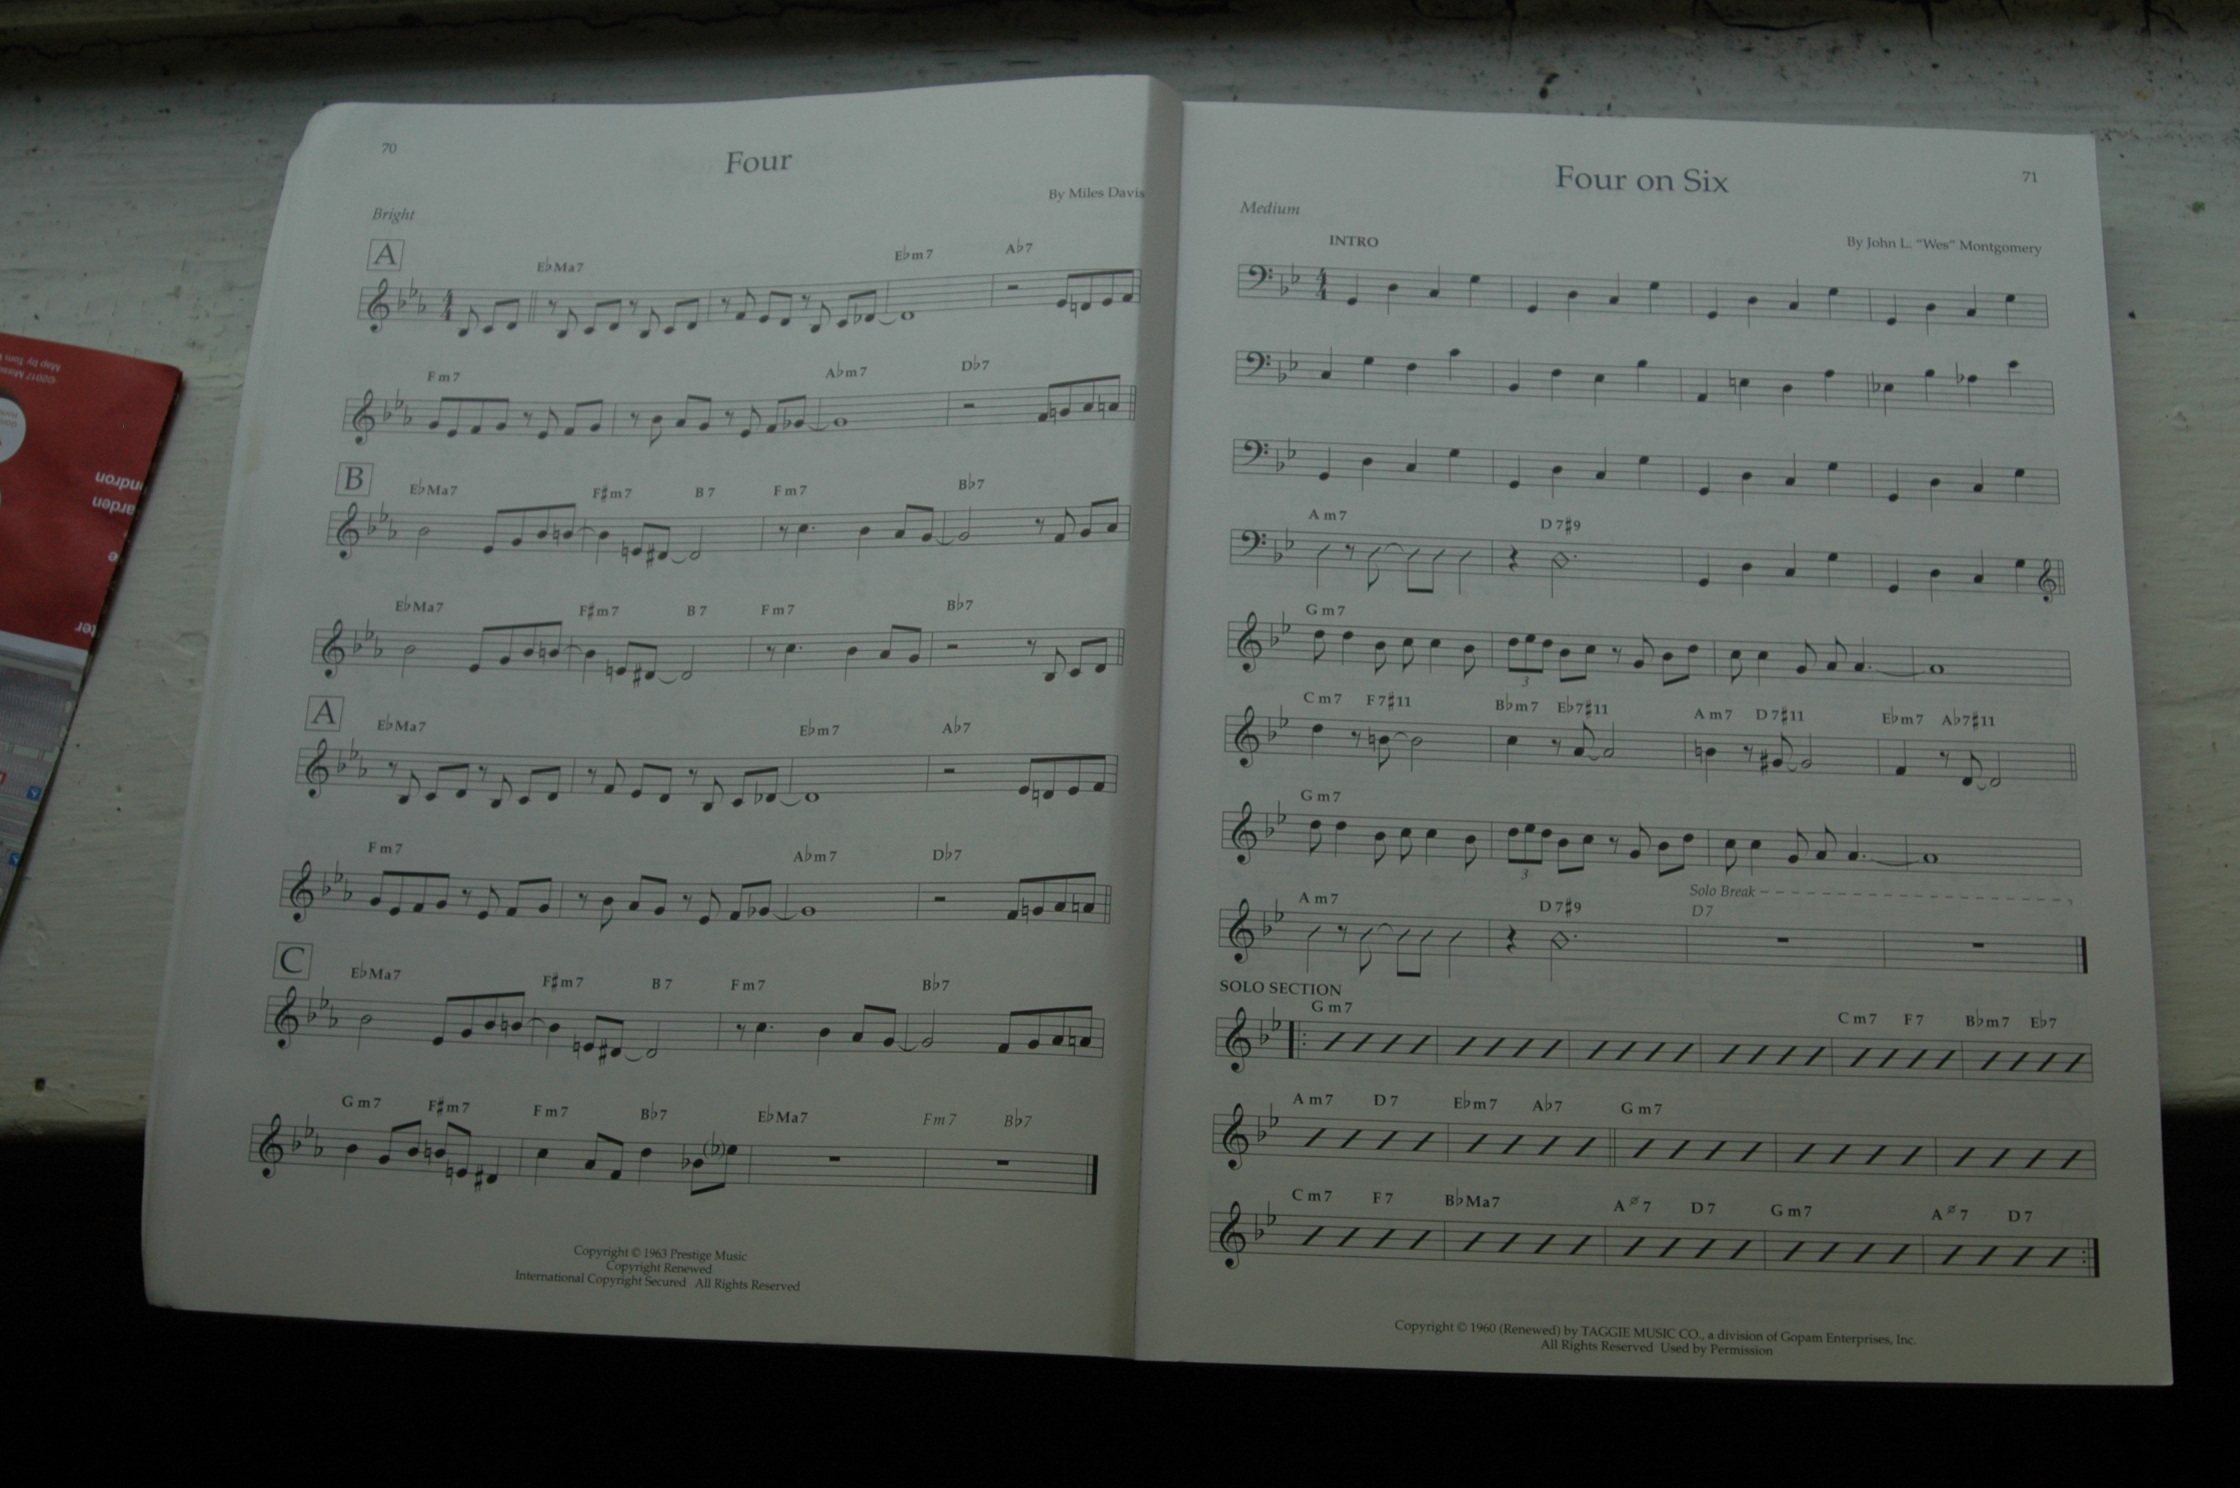 70
Four
By Miles Davis
Bright
A
E♭Ma7 E♭m7 A♭7
Fm7 A♭m7 D♭7
B
E♭Ma7 F♯m7 B7 Fm7 B♭7
E♭Ma7 F♯m7 B7 Fm7 B♭7
A
E♭Ma7 E♭m7 A♭7
Fm7 A♭m7 D♭7
C
E♭Ma7 F♯m7 B7 Fm7 B♭7
Gm7 F♯m7 Fm7 B♭7 E♭Ma7 Fm7 B♭7
Copyright © 1963 Prestige Music
Copyright Renewed
International Copyright Secured All Rights Reserved
Four on Six
71
Medium
INTRO
By John L. "Wes" Montgomery
Am7 D7♯9
Gm7
3
Cm7 F7♯11 B♭m7 E♭7♯11 Am7 D7♯11 E♭m7 A♭7♯11
Gm7
3
Solo Break
Am7 D7♯9 D7
SOLO SECTION
Gm7 Cm7 F7 B♭m7 E♭7
Am7 D7 E♭m7 A♭7 Gm7
Cm7 F7 B♭Ma7 Aø7 D7 Gm7 Aø7 D7
Copyright © 1960 (Renewed) by TAGGIE MUSIC CO., a division of Gopam Enterprises, Inc.
All Rights Reserved Used by Permission